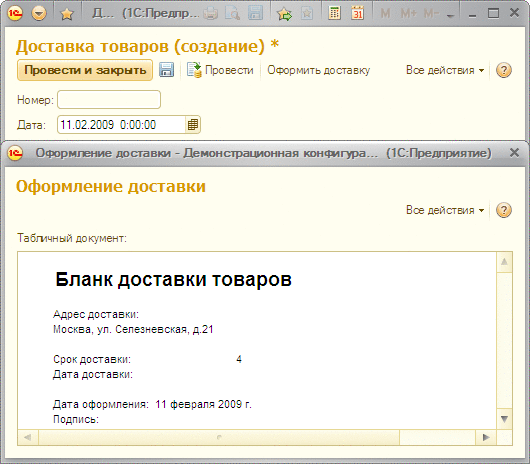 Д... (1С:Предпри... M M+ M-
Доставка товаров (создание) *
Провести и закрыть Провести Оформить доставку Все действия ?
Номер:
Дата: 11.02.2009 0:00:00
Оформление доставки - Демонстрационная конфигура... (1С:Предприятие)
Оформление доставки
Все действия ?
Табличный документ:
Бланк доставки товаров
Адрес доставки:
Москва, ул. Селезневская, д.21
Срок доставки: 4
Дата доставки:
Дата оформления: 11 февраля 2009 г.
Подпись: